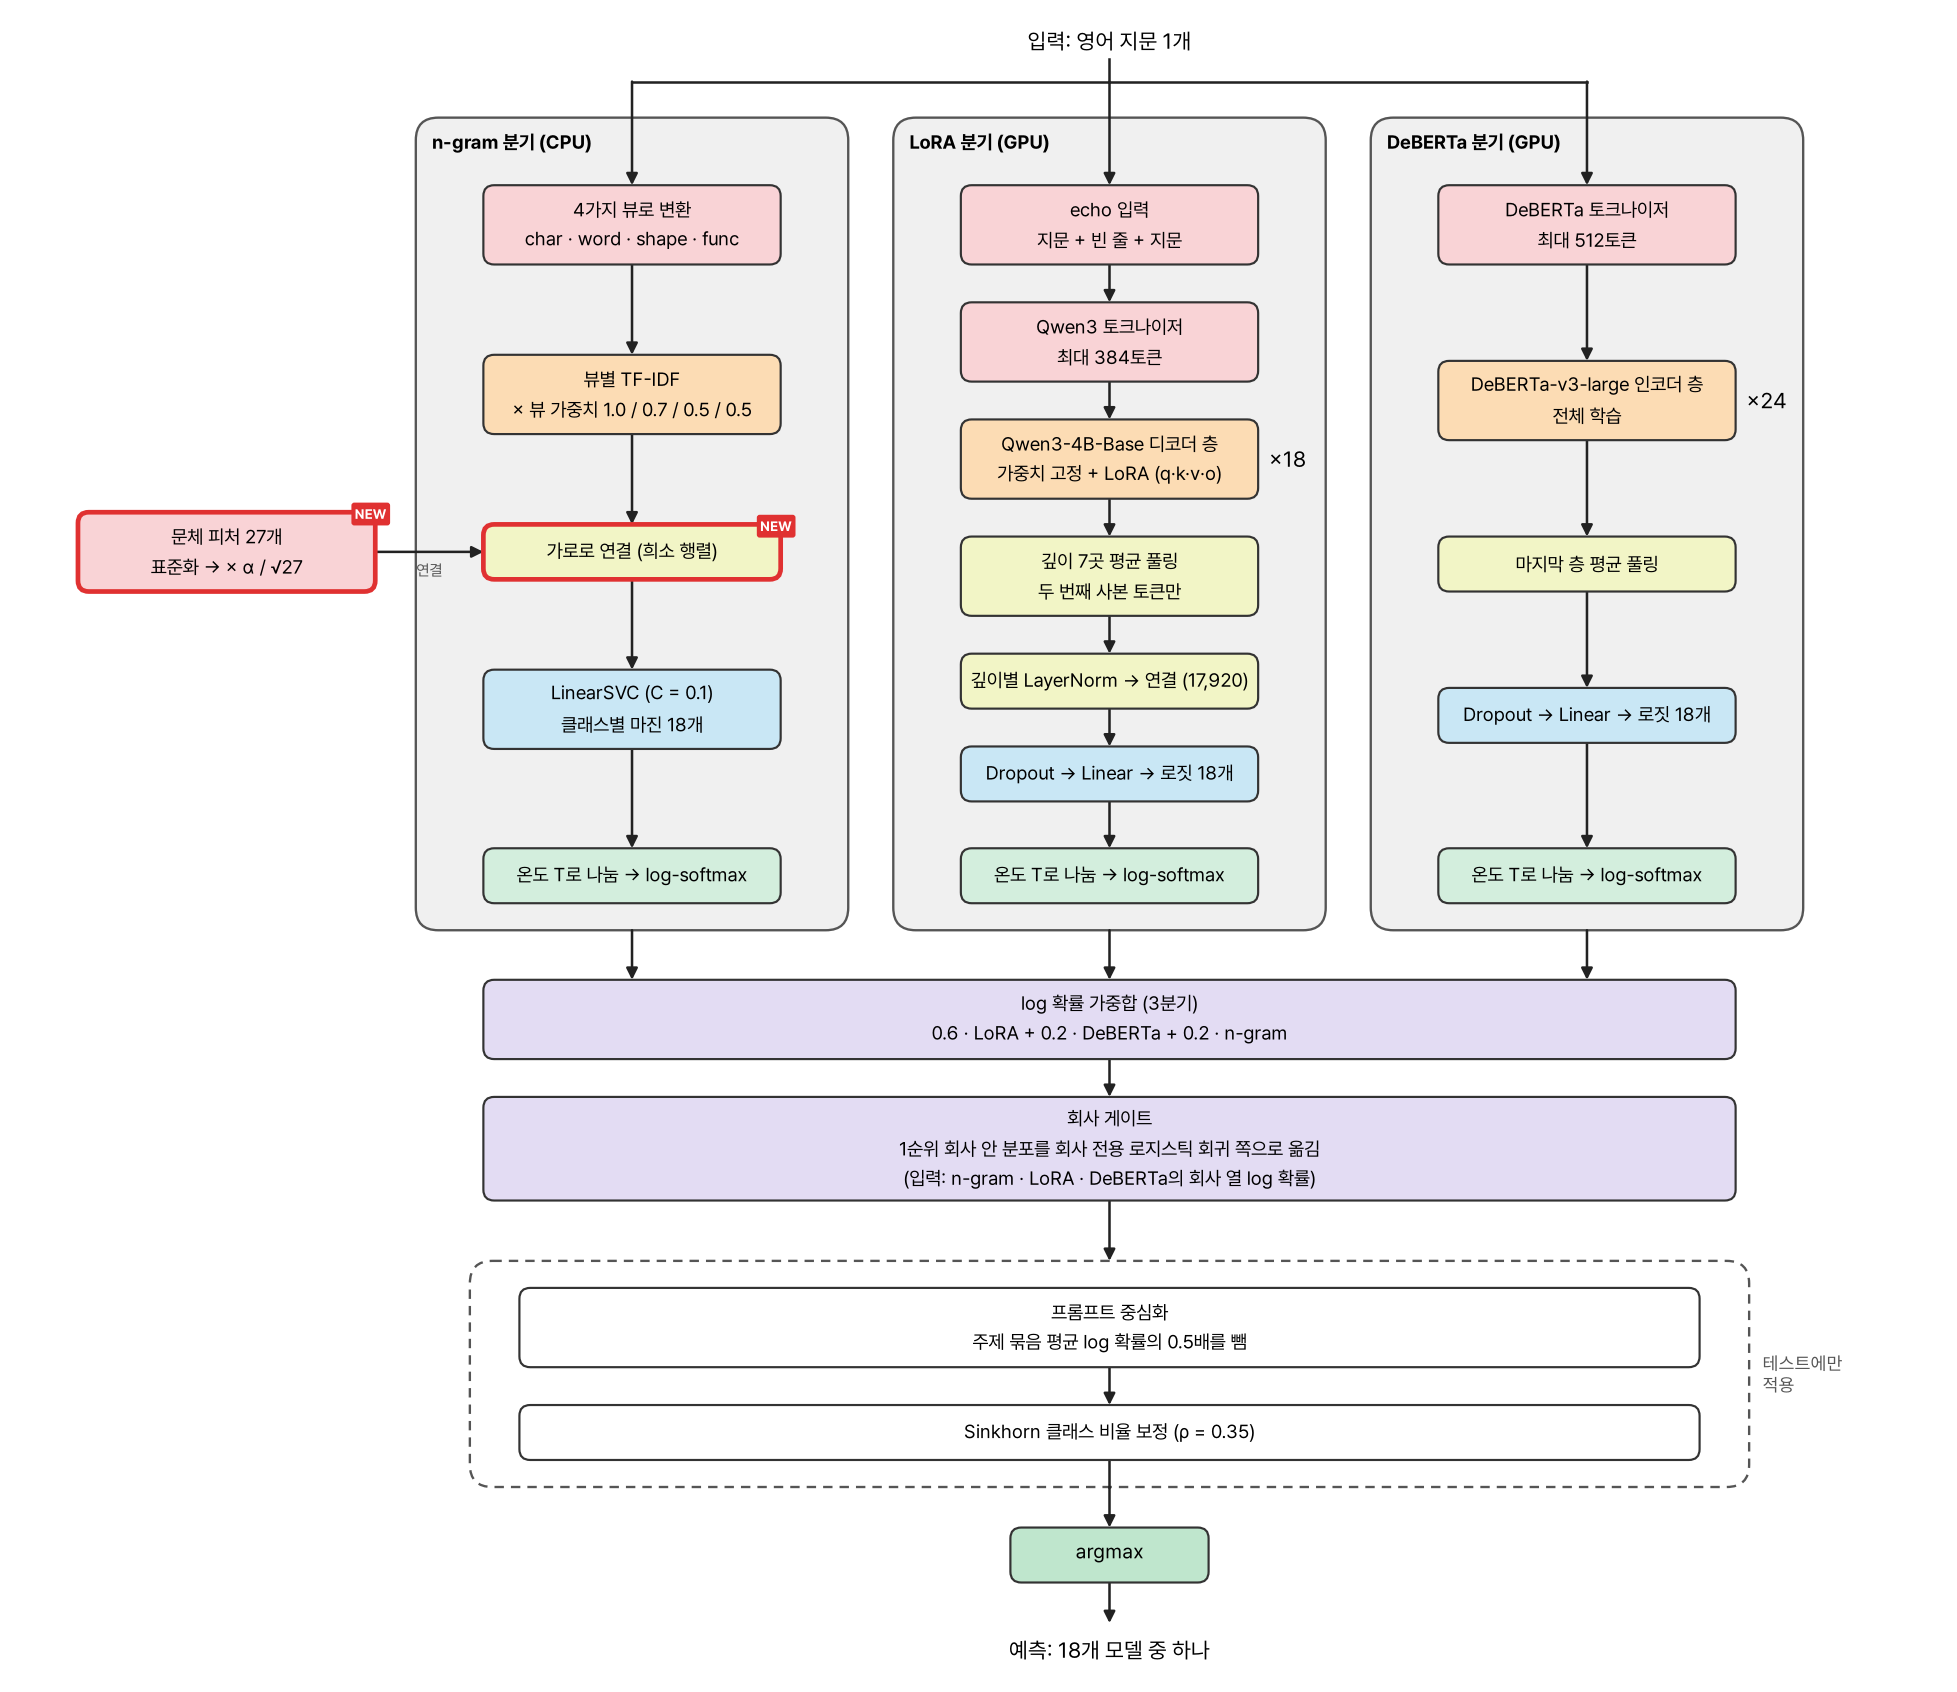 입력: 영어 지문 1개
n-gram 분기 (CPU)
4가지 뷰로 변환
char · word · shape · func
뷰별 TF-IDF
× 뷰 가중치 1.0 / 0.7 / 0.5 / 0.5
NEW
문체 피처 27개
표준화 → × α / √27
연결
NEW
가로로 연결 (희소 행렬)
LinearSVC (C = 0.1)
클래스별 마진 18개
온도 T로 나눔 → log-softmax
LoRA 분기 (GPU)
echo 입력
지문 + 빈 줄 + 지문
Qwen3 토크나이저
최대 384토큰
Qwen3-4B-Base 디코더 층
가중치 고정 + LoRA (q·k·v·o)
×18
깊이 7곳 평균 풀링
두 번째 사본 토큰만
깊이별 LayerNorm → 연결 (17,920)
Dropout → Linear → 로짓 18개
온도 T로 나눔 → log-softmax
DeBERTa 분기 (GPU)
DeBERTa 토크나이저
최대 512토큰
DeBERTa-v3-large 인코더 층
전체 학습
×24
마지막 층 평균 풀링
Dropout → Linear → 로짓 18개
온도 T로 나눔 → log-softmax
log 확률 가중합 (3분기)
0.6 · LoRA + 0.2 · DeBERTa + 0.2 · n-gram
회사 게이트
1순위 회사 안 분포를 회사 전용 로지스틱 회귀 쪽으로 옮김
(입력: n-gram · LoRA · DeBERTa의 회사 열 log 확률)
프롬프트 중심화
주제 묶음 평균 log 확률의 0.5배를 뺌
Sinkhorn 클래스 비율 보정 (ρ = 0.35)
테스트에만
적용
argmax
예측: 18개 모델 중 하나